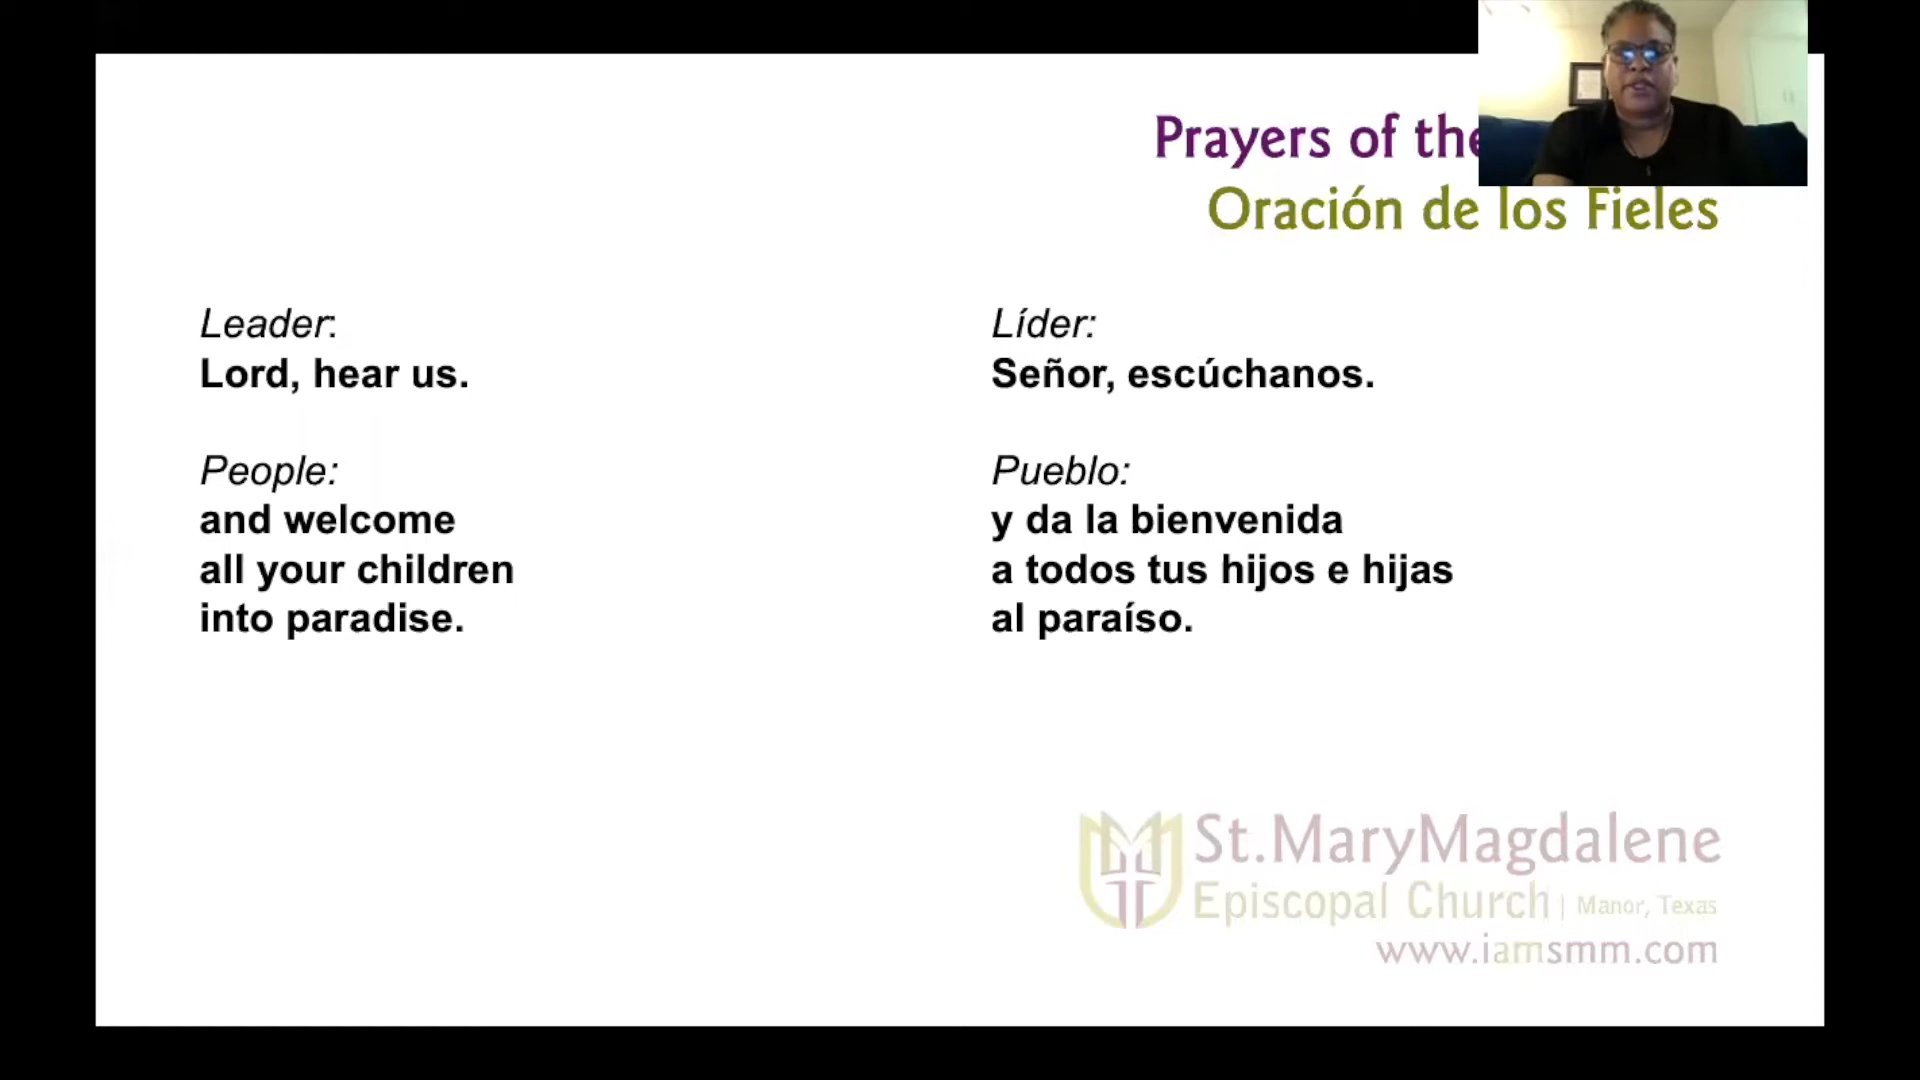 Prayers of the
Oración de los Fieles
Leader:
Lord, hear us.
People:
and welcome
all your children
into paradise.
Líder:
Señor, escúchanos.
Pueblo:
y da la bienvenida
a todos tus hijos e hijas
al paraíso.
St.MaryMagdalene
Episcopal Church | Manor, Texas
www.iamsmm.com